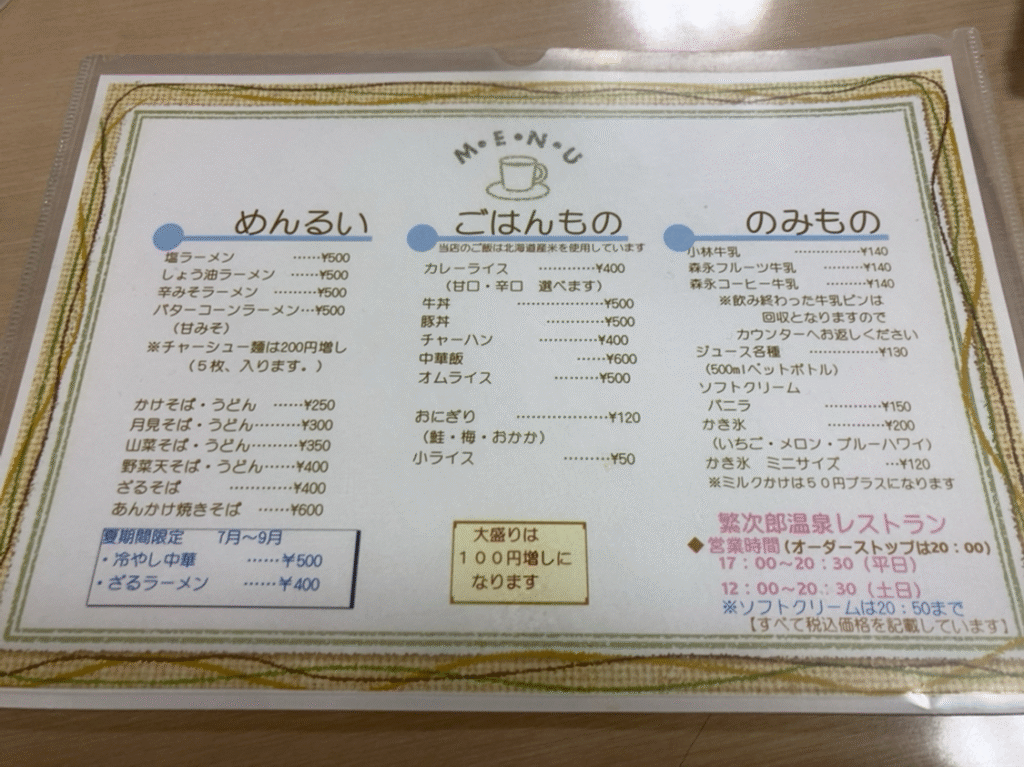 M・E・N・U
めんるい
塩ラーメン ……¥500
しょう油ラーメン ……¥500
辛みそラーメン ………¥500
バターコーンラーメン…¥500
（甘みそ）
※チャーシュー麺は200円増し
（５枚、入ります。）
かけそば・うどん ……¥250
月見そば・うどん………¥300
山菜そば・うどん………¥350
野菜天そば・うどん……¥400
ざるそば …………¥400
あんかけ焼きそば ……¥600
夏期間限定 7月～9月
・冷やし中華 ……¥500
・ざるラーメン ……¥400
ごはんもの
当店のご飯は北海道産米を使用しています
カレーライス …………¥400
（甘口・辛口 選べます）
牛丼 …………¥500
豚丼 …………¥500
チャーハン …………¥400
中華飯 …………¥600
オムライス …………¥500
おにぎり …………¥120
（鮭・梅・おかか）
小ライス …………¥50
大盛りは
１００円増しに
なります
のみもの
小林牛乳 …………¥140
森永フルーツ牛乳 ………¥140
森永コーヒー牛乳 ………¥140
※飲み終わった牛乳ビンは
回収となりますので
カウンターへお返しください
ジュース各種 …………¥130
（500mlペットボトル）
ソフトクリーム
バニラ …………¥150
かき氷 …………¥200
（いちご・メロン・ブルーハワイ）
かき氷 ミニサイズ …¥120
※ミルクかけは５０円プラスになります
繁次郎温泉レストラン
◆営業時間(オーダーストップは20：00)
17：00～20：30（平日）
12：00～20：30（土日）
※ソフトクリームは20：50まで
【すべて税込価格を記載しています】